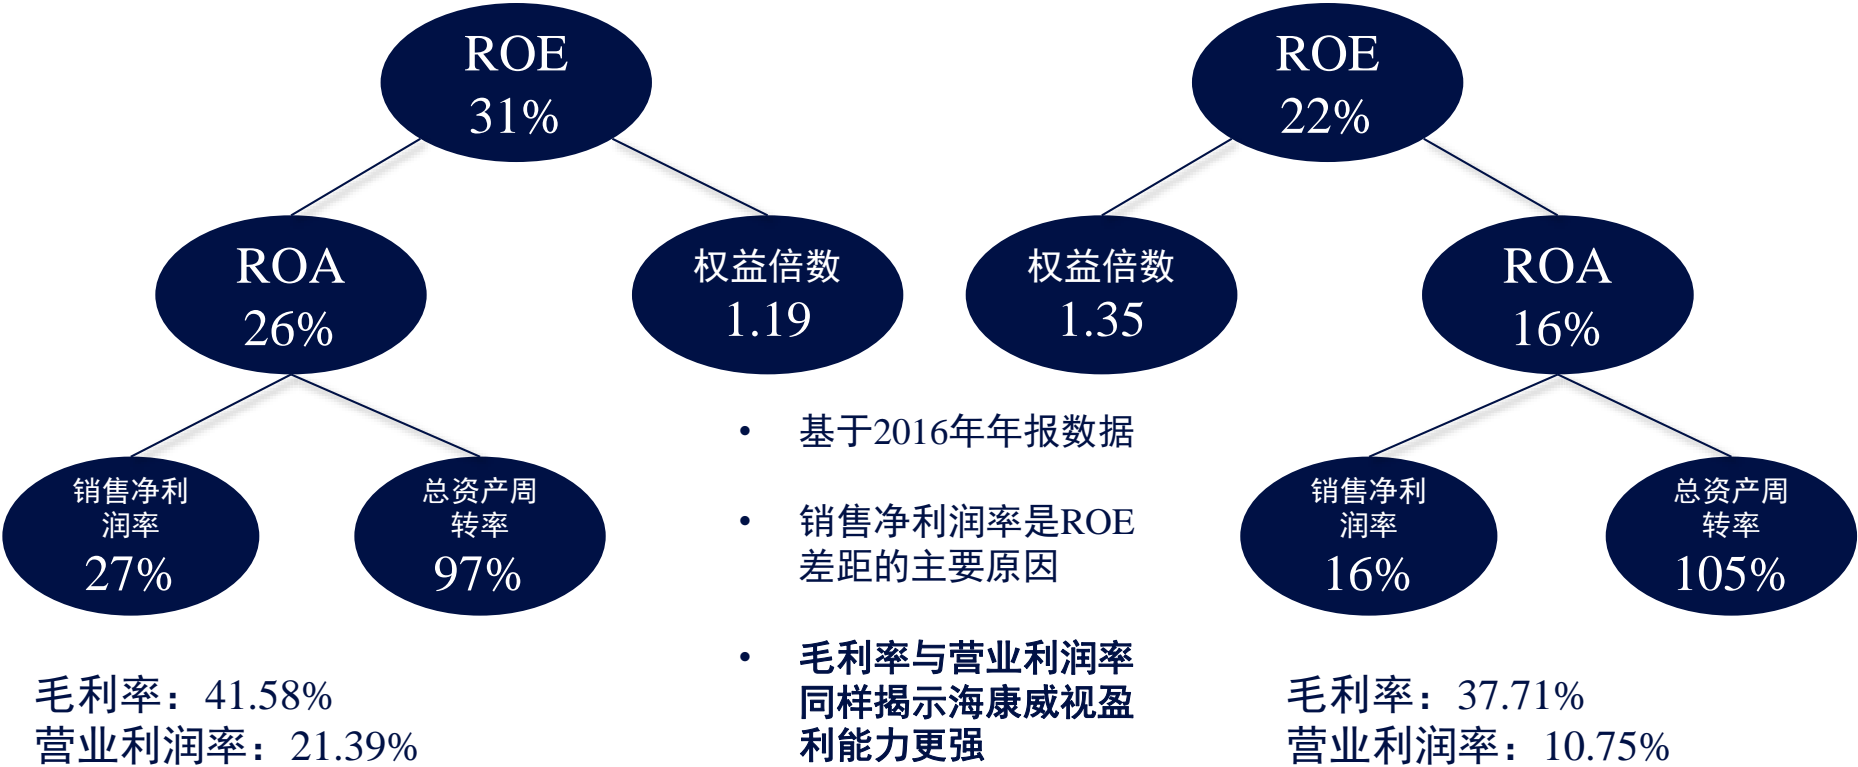 ROE
31%
ROE
22%
ROA
26%
权益倍数
1.19
权益倍数
1.35
ROA
16%
销售净利
润率
27%
总资产周
转率
97%
• 基于2016年年报数据
• 销售净利润率是ROE
差距的主要原因
• 毛利率与营业利润率
同样揭示海康威视盈
利能力更强
销售净利
润率
16%
总资产周
转率
105%
毛利率：41.58%
营业利润率：21.39%
毛利率：37.71%
营业利润率：10.75%